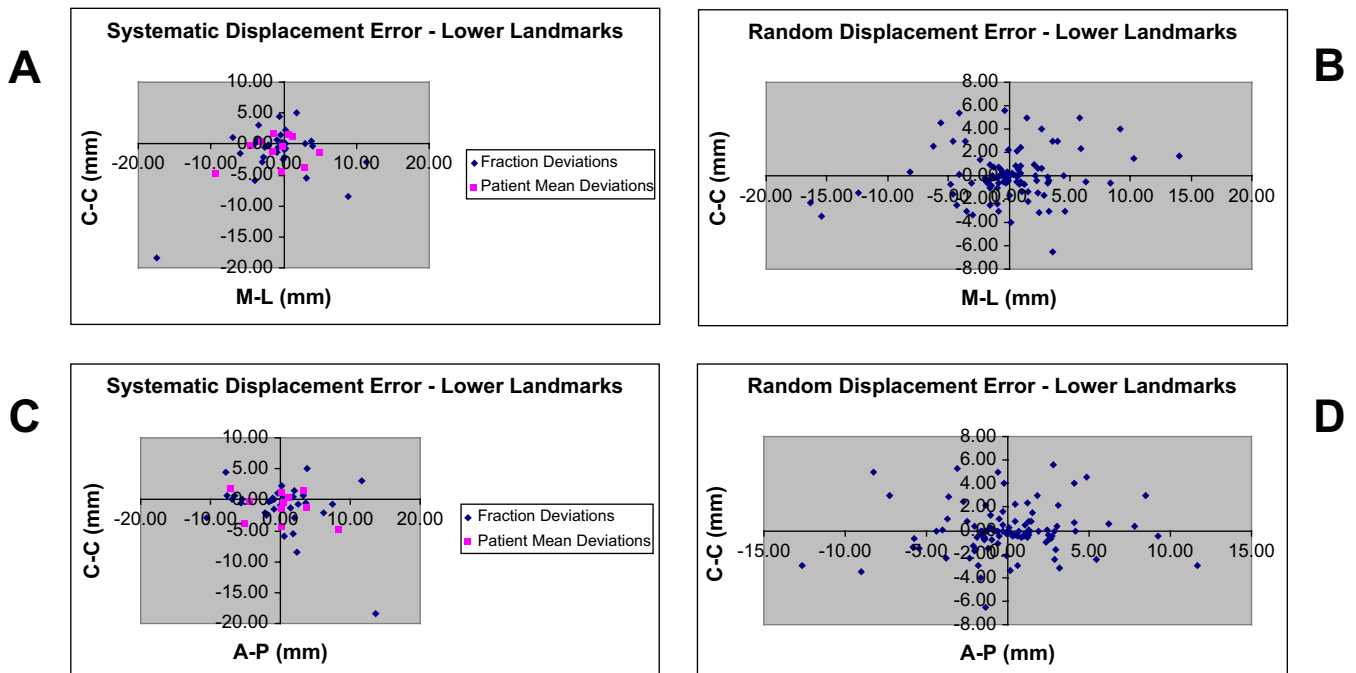 A
Systematic Displacement Error - Lower Landmarks
10.00
5.00
0.00
-5.00
-10.00
-15.00
-20.00
-20.00 -10.00 0.00 10.00 20.00
C-C (mm)
M-L (mm)
Fraction Deviations
Patient Mean Deviations
B
Random Displacement Error - Lower Landmarks
8.00
6.00
4.00
2.00
0.00
-2.00
-4.00
-6.00
-8.00
-20.00 -15.00 -10.00 -5.00 0.00 5.00 10.00 15.00 20.00
C-C (mm)
M-L (mm)
C
Systematic Displacement Error - Lower Landmarks
10.00
5.00
0.00
-5.00
-10.00
-15.00
-20.00
-20.00 -10.00 0.00 10.00 20.00
C-C (mm)
A-P (mm)
Fraction Deviations
Patient Mean Deviations
D
Random Displacement Error - Lower Landmarks
8.00
6.00
4.00
2.00
0.00
-2.00
-4.00
-6.00
-8.00
-15.00 -10.00 -5.00 0.00 5.00 10.00 15.00
C-C (mm)
A-P (mm)